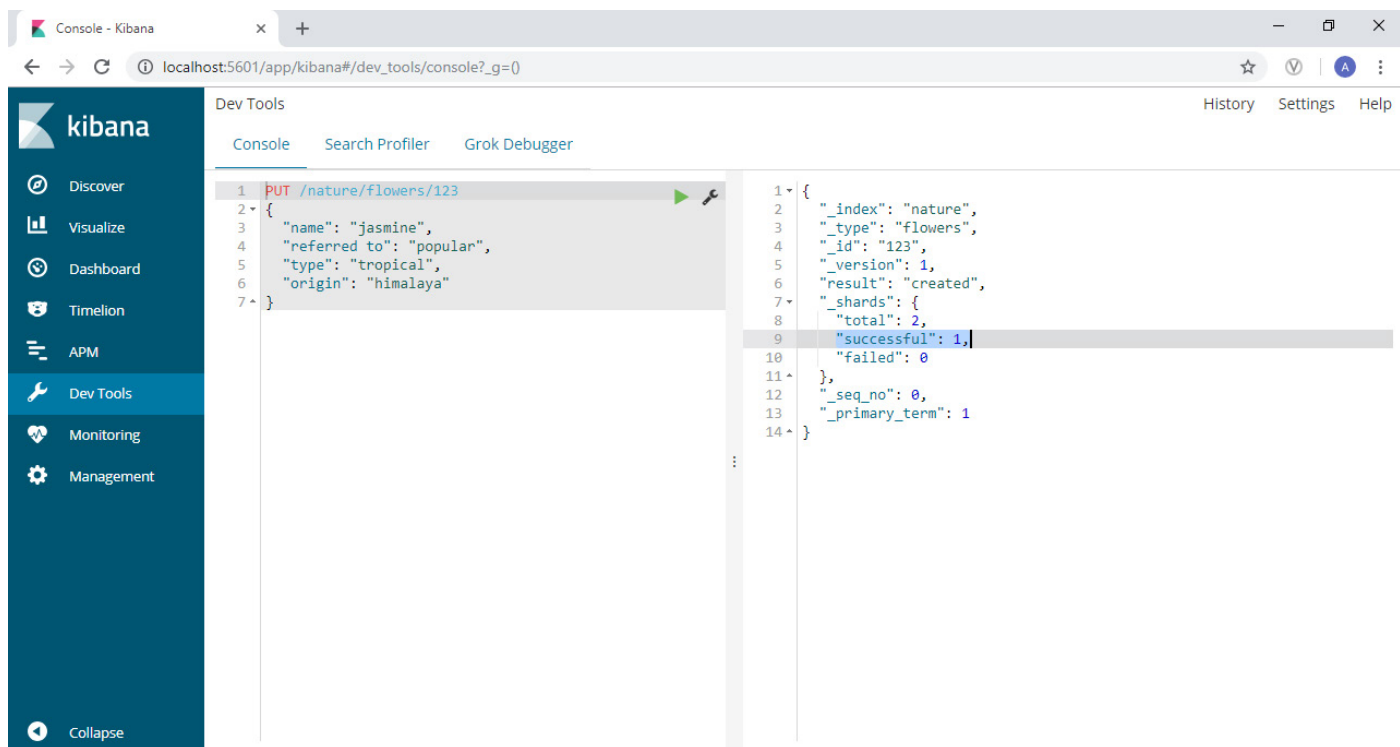 Console - Kibana
localhost:5601/app/kibana#/dev_tools/console?_g=()
A
kibana
Discover
Visualize
Dashboard
Timelion
APM
Dev Tools
Monitoring
Management
Collapse
Dev Tools
History Settings Help
Console Search Profiler Grok Debugger
1 PUT /nature/flowers/123
2 {
3 "name": "jasmine",
4 "referred to": "popular",
5 "type": "tropical",
6 "origin": "himalaya"
7 }
1 {
2 "_index": "nature",
3 "_type": "flowers",
4 "_id": "123",
5 "_version": 1,
6 "result": "created",
7 "_shards": {
8 "total": 2,
9 "successful": 1,
10 "failed": 0
11 },
12 "_seq_no": 0,
13 "_primary_term": 1
14 }